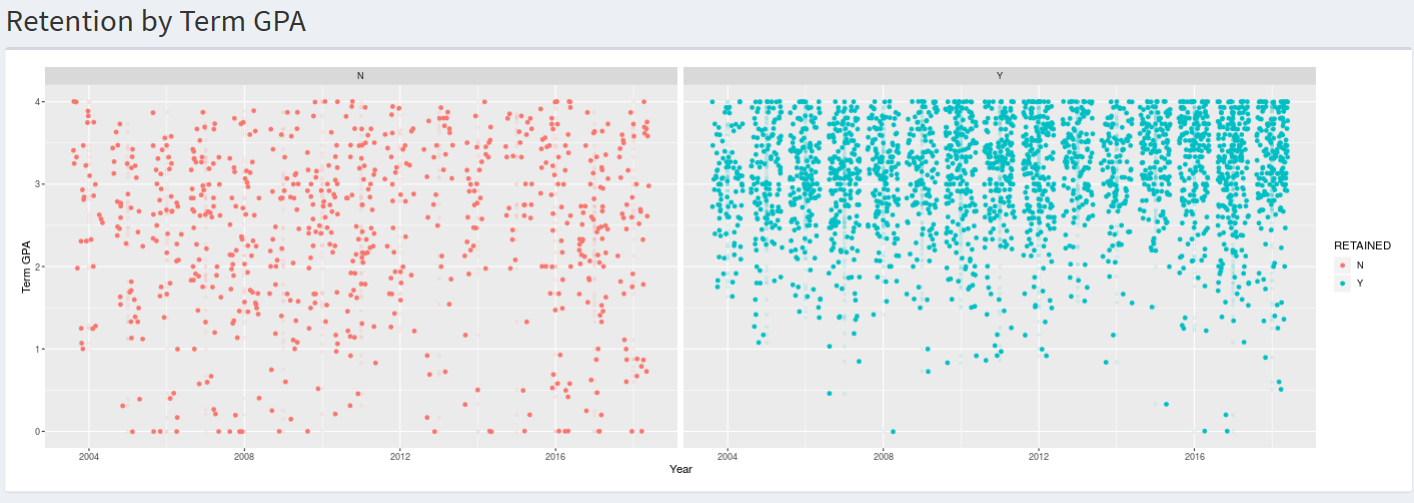 Retention by Term GPA
N
Y
Term GPA
4
3
2
1
0
2004
2008
2012
2016
2004
2008
2012
2016
Year
RETAINED
N
Y